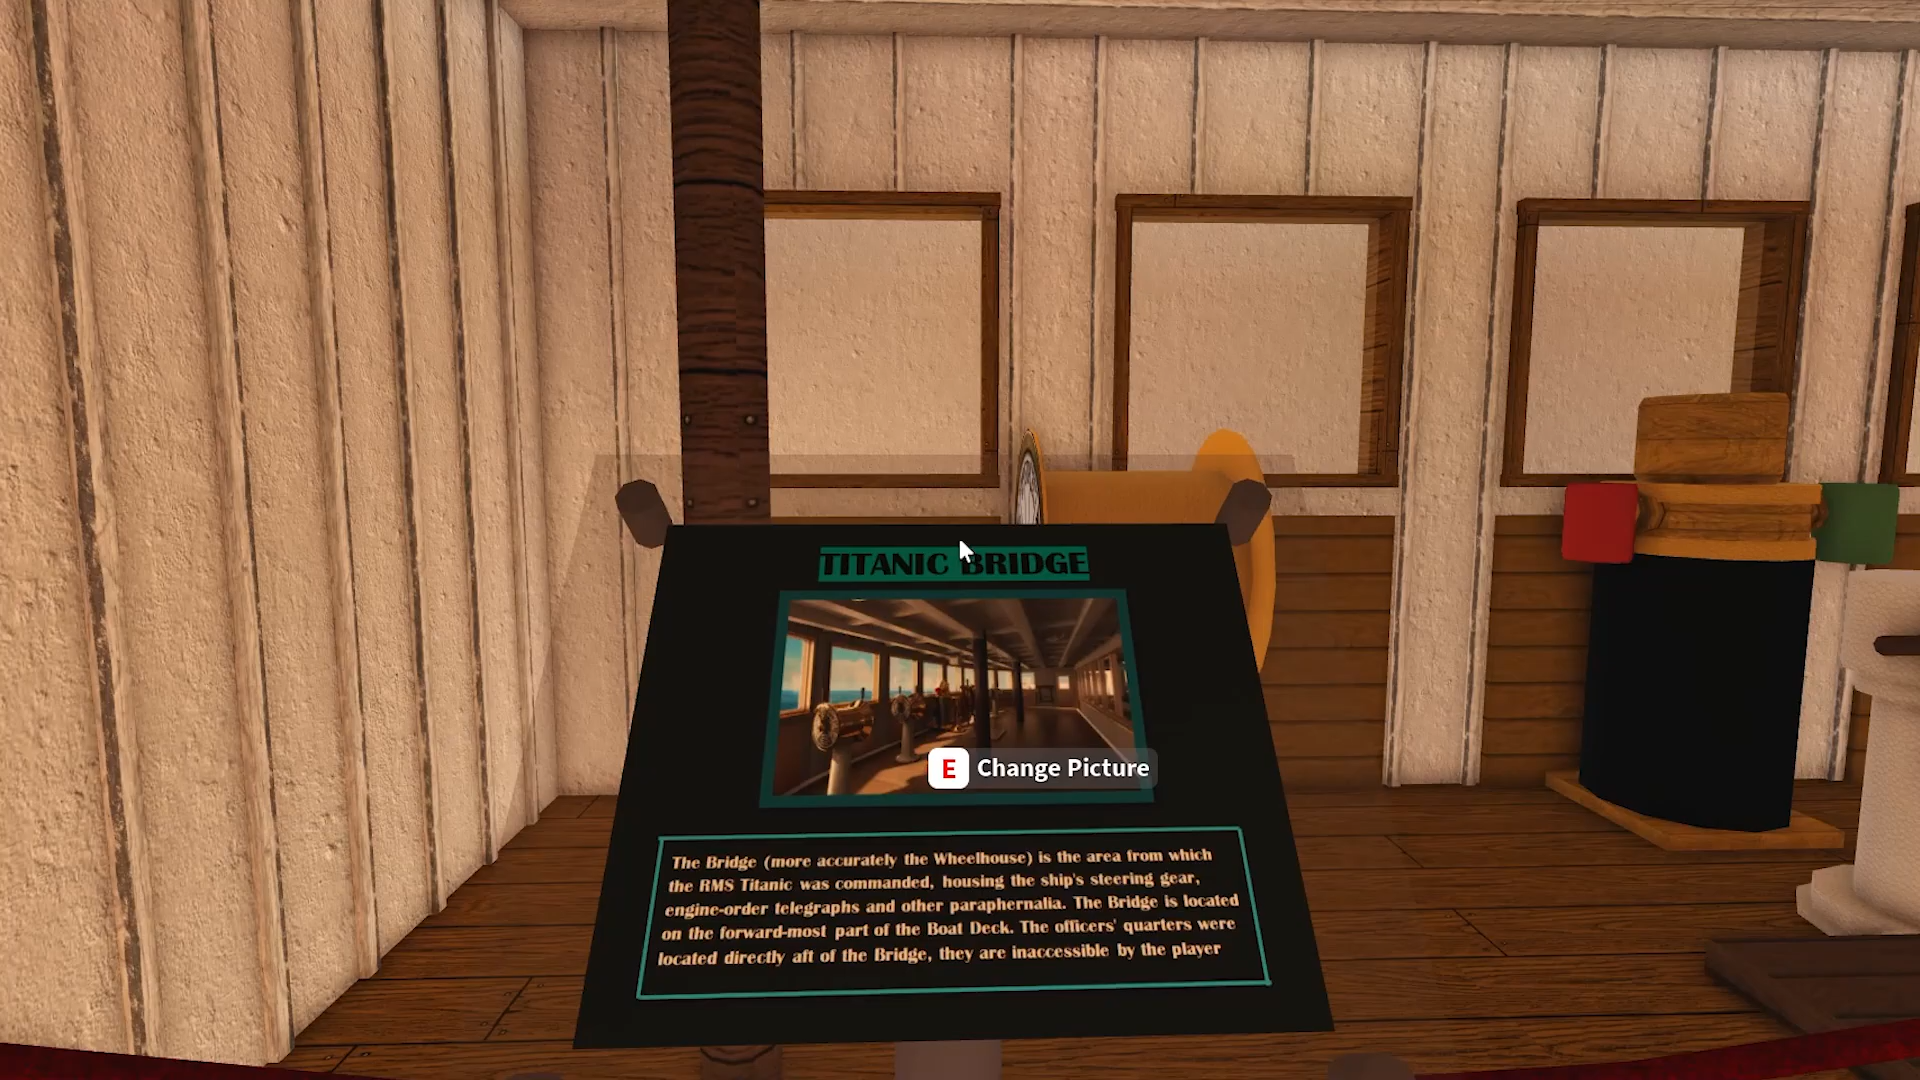 TITANIC BRIDGE
E Change Picture
The Bridge (more accurately the Wheelhouse) is the area from which
the RMS Titanic was commanded, housing the ship's steering gear,
engine-order telegraphs and other paraphernalia. The Bridge is located
on the forward-most part of the Boat Deck. The officers' quarters were
located directly aft of the Bridge, they are inaccessible by the player